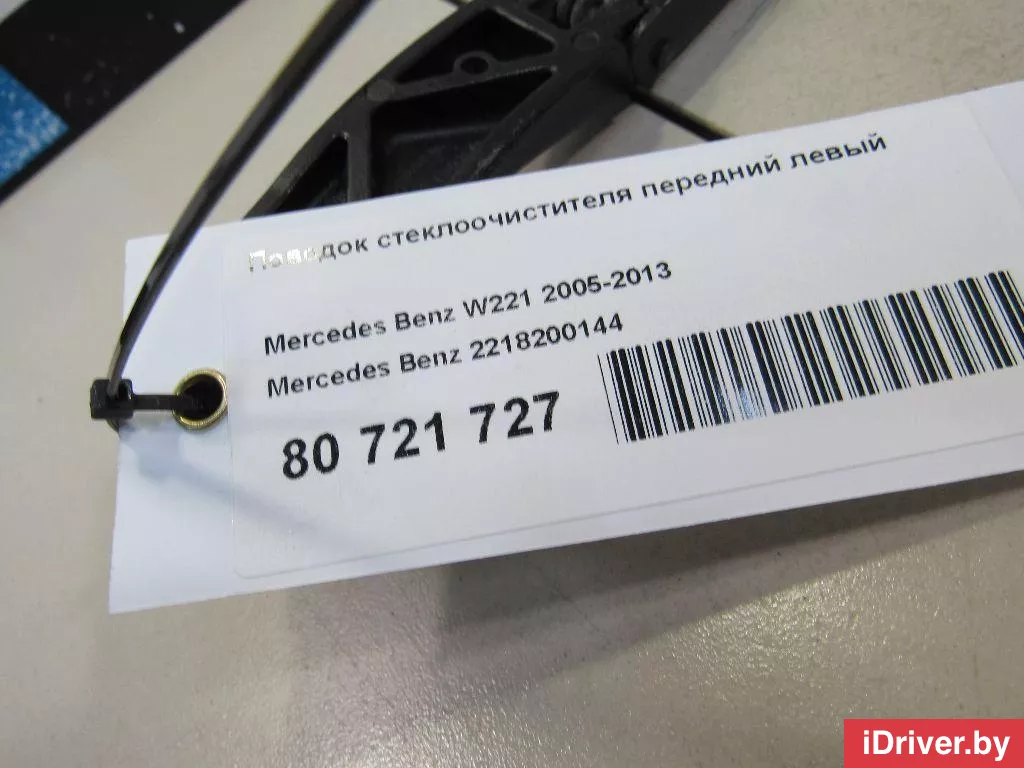 Поводок стеклоочистителя передний левый
Mercedes Benz W221 2005-2013
Mercedes Benz 2218200144
80 721 727
iDriver.by